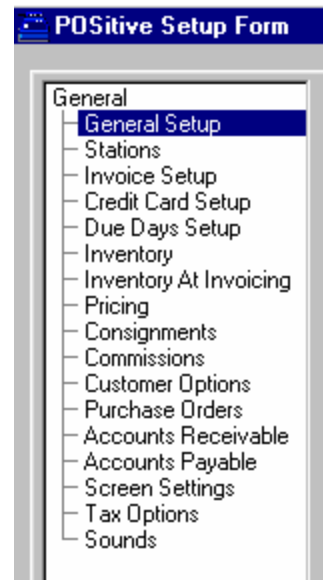 POSitive Setup Form
General
General Setup
Stations
Invoice Setup
Credit Card Setup
Due Days Setup
Inventory
Inventory At Invoicing
Pricing
Consignments
Commissions
Customer Options
Purchase Orders
Accounts Receivable
Accounts Payable
Screen Settings
Tax Options
Sounds